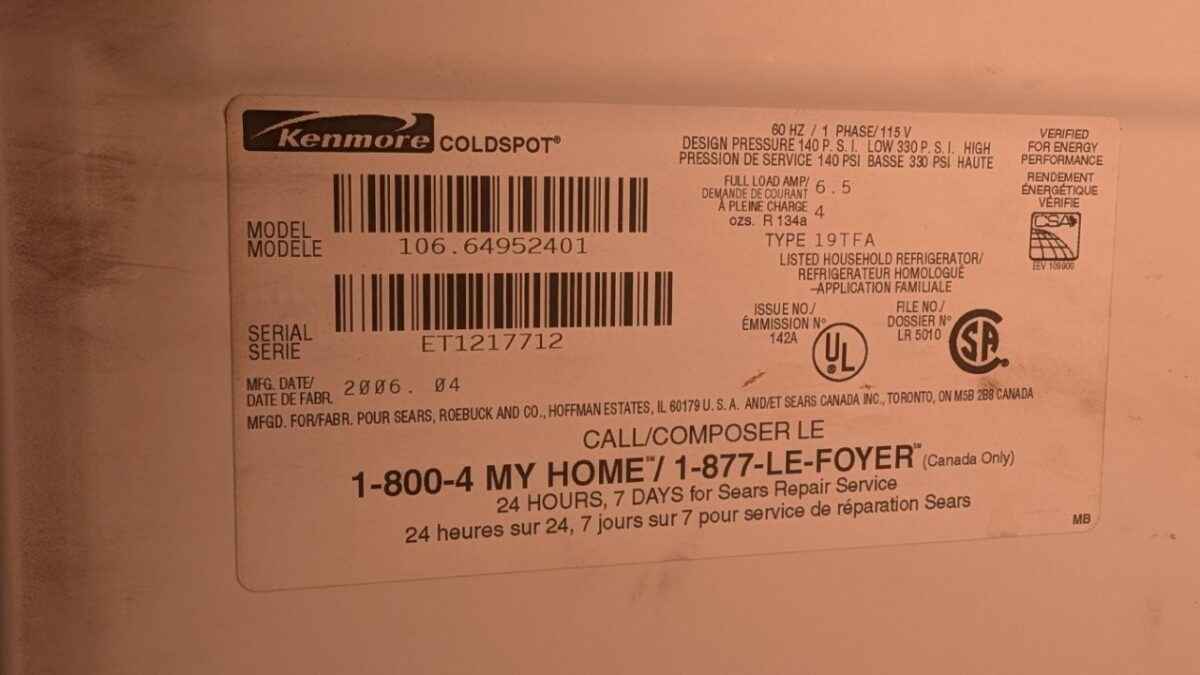 Kenmore COLDSPOT®
MODEL
MODELE
106.64952401
SERIAL
SERIE
ET1217712
MFG. DATE/
DATE DE FABR. 2006. 04
60 HZ / 1 PHASE/115 V
DESIGN PRESSURE 140 P. S. I. LOW 330 P. S. I. HIGH
PRESSION DE SERVICE 140 PSI BASSE 330 PSI HAUTE
FULL LOAD AMP/
DEMANDE DE COURANT
À PLEINE CHARGE
6.5
ozs. R 134a 4
TYPE 19TFA
LISTED HOUSEHOLD REFRIGERATOR/
REFRIGERATEUR HOMOLOGUÉ
-APPLICATION FAMILIALE
ISSUE NO./
ÉMMISSION N°
142A
UL
FILE NO./
DOSSIER N°
LR 5010
CSA
VERIFIED
FOR ENERGY
PERFORMANCE
RENDEMENT
ÉNERGÉTIQUE
VÉRIFIÉ
CSA
MFGD. FOR/FABR. POUR SEARS, ROEBUCK AND CO., HOFFMAN ESTATES, IL 60179 U. S. A. AND/ET SEARS CANADA INC., TORONTO, ON M5B 2B8 CANADA
CALL/COMPOSER LE
1-800-4 MY HOME℠/ 1-877-LE-FOYER™ (Canada Only)
24 HOURS, 7 DAYS for Sears Repair Service
24 heures sur 24, 7 jours sur 7 pour service de réparation Sears
MB